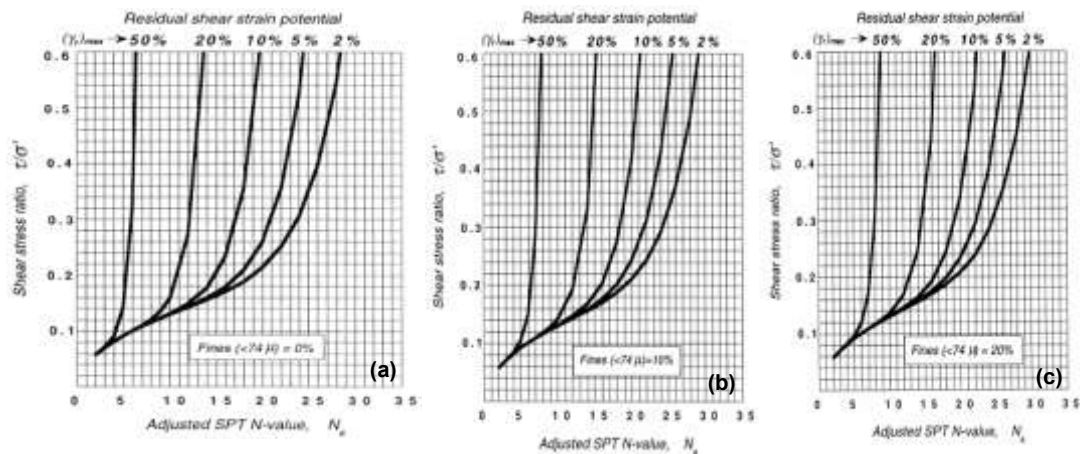 Residual shear strain potential
(γr)max → 50% 20% 10% 5% 2%
0.6
0.5
0.4
0.3
0.2
0.1
Shear stress ratio, τ/σ'
Fines (<74 μ) = 0%
(a)
0 5 10 15 20 25 30 35
Adjusted SPT N-value, Na
Residual shear strain potential
(γr)max → 50% 20% 10% 5% 2%
0.6
0.5
0.4
0.3
0.2
0.1
Shear stress ratio, τ/σ'
Fines (<74 μ)=10%
(b)
0 5 10 15 20 25 30 35
Adjusted SPT N-value, Na
Residual shear strain potential
(γr)max → 50% 20% 10% 5% 2%
0.6
0.5
0.4
0.3
0.2
0.1
Shear stress ratio, τ/σ'
Fines (<74 μ) = 20%
(c)
0 5 10 15 20 25 30 35
Adjusted SPT N-value, Na